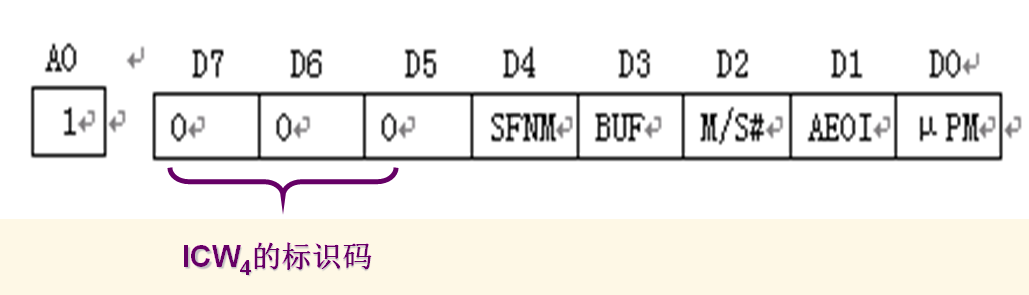 A0 ↵ D7 D6 D5 D4 D3 D2 D1 D0↵
1↵ ↵ 0↵ 0↵ 0↵ SFNM↵ BUF↵ M/S#↵ AEOI↵ μPM↵ ↵
ICW4的标识码